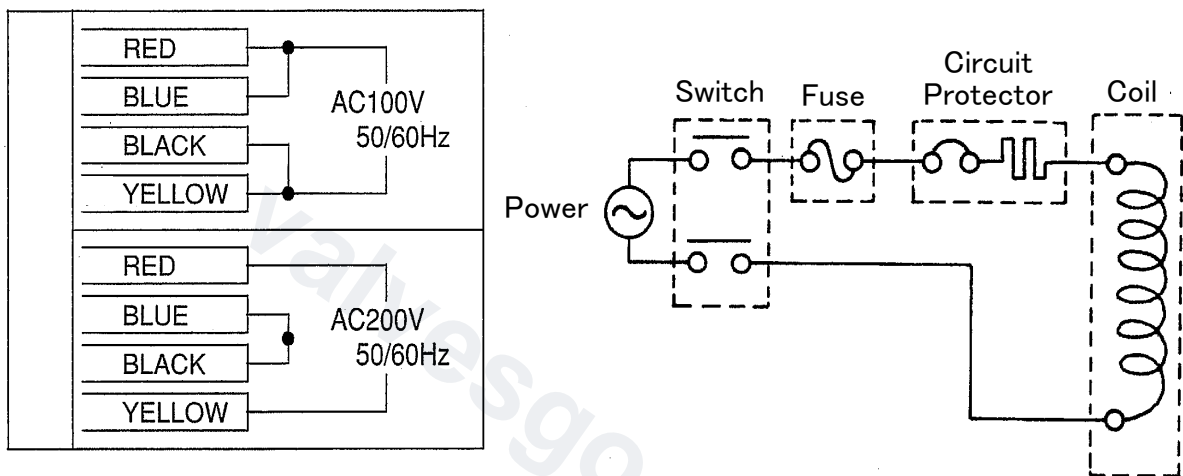 RED
BLUE
BLACK
YELLOW
AC100V
50/60Hz
RED
BLUE
BLACK
YELLOW
AC200V
50/60Hz
Switch
Fuse
Circuit
Protector
Coil
Power
valvesgo